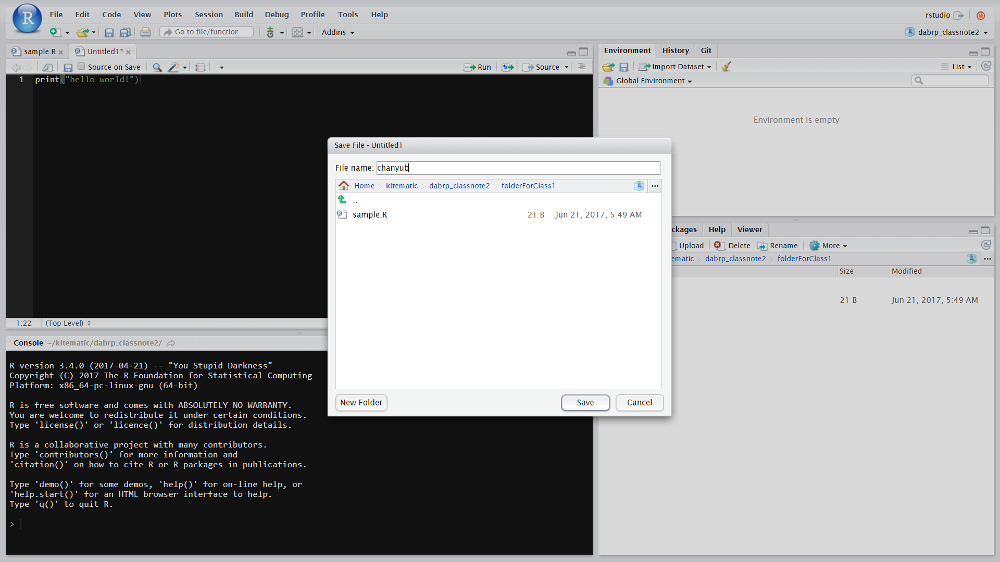 R File Edit Code View Plots Session Build Debug Profile Tools Help rstudio
Go to file/function Addins dabrp_classnote2
sample.R Untitled1*
Source on Save Run Source
1 print("hello world!")
1:22 (Top Level)
Console ~/kitematic/dabrp_classnote2/
R version 3.4.0 (2017-04-21) -- "You Stupid Darkness"
Copyright (C) 2017 The R Foundation for Statistical Computing
Platform: x86_64-pc-linux-gnu (64-bit)
R is free software and comes with ABSOLUTELY NO WARRANTY.
You are welcome to redistribute it under certain conditions.
Type 'license()' or 'licence()' for distribution details.
R is a collaborative project with many contributors.
Type 'contributors()' for more information and
'citation()' on how to cite R or R packages in publications.
Type 'demo()' for some demos, 'help()' for on-line help, or
'help.start()' for an HTML browser interface to help.
Type 'q()' to quit R.
>
Save File - Untitled1
File name: chanyub
Home kitematic dabrp_classnote2 folderForClass1 ...
..
sample.R 21 B Jun 21, 2017, 5:49 AM
New Folder Save Cancel
Environment History Git
Import Dataset List
Global Environment
Environment is empty
ckages Help Viewer
Upload Delete Rename More
ematic dabrp_classnote2 folderForClass1 ...
Size Modified
21 B Jun 21, 2017, 5:49 AM